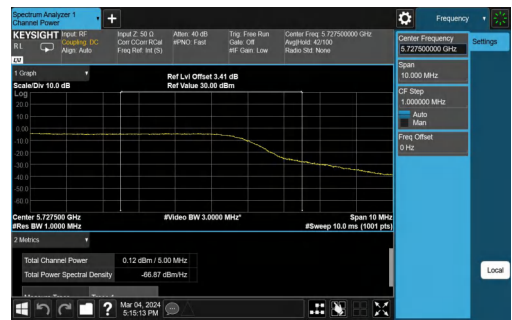 Spectrum Analyzer 1
Channel Power
+
Frequency
KEYSIGHT
R L
LV
Input: RF
Coupling: DC
Align: Auto
Input Z: 50 Ω
Corr CCorr RCal
Freq Ref: Int (S)
Atten: 40 dB
#PNO: Fast
Trig: Free Run
Gate: Off
#IF Gain: Low
Center Freq: 5.727500000 GHz
Avg|Hold: 42/100
Radio Std: None
Center Frequency
5.727500000 GHz
Settings
Span
10.000 MHz
CF Step
1.000000 MHz
Auto
Man
Freq Offset
0 Hz
Local
1 Graph
Scale/Div 10.0 dB
Ref Lvl Offset 3.41 dB
Ref Value 30.00 dBm
Log
20.0
10.0
0.00
-10.0
-20.0
-30.0
-40.0
-50.0
-60.0
Center 5.727500 GHz
#Res BW 1.0000 MHz
#Video BW 3.0000 MHz*
Span 10 MHz
#Sweep 10.0 ms (1001 pts)
2 Metrics
Total Channel Power 0.12 dBm / 5.00 MHz
Total Power Spectral Density -66.87 dBm/Hz
?
Mar 04, 2024
5:15:13 PM